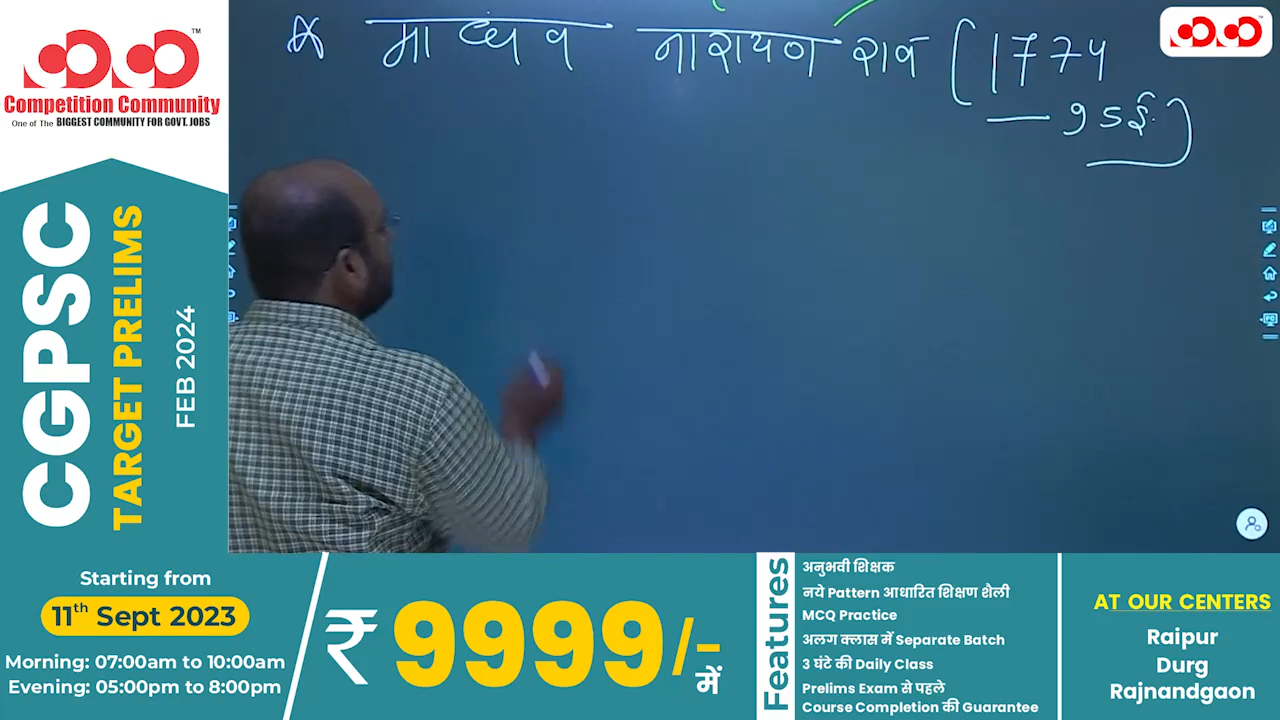 माधव नारायण राव (1774
— 95ई.)
TM
Competition Community
One of The BIGGEST COMMUNITY FOR GOVT. JOBS
CGPSC
TARGET PRELIMS
FEB 2024
Starting from
11th Sept 2023
Morning: 07:00am to 10:00am
Evening: 05:00pm to 8:00pm
₹ 9999/- में
Features
अनुभवी शिक्षक
नये Pattern आधारित शिक्षण शैली
MCQ Practice
अलग क्लास में Separate Batch
3 घंटे की Daily Class
Prelims Exam से पहले
Course Completion की Guarantee
AT OUR CENTERS
Raipur
Durg
Rajnandgaon